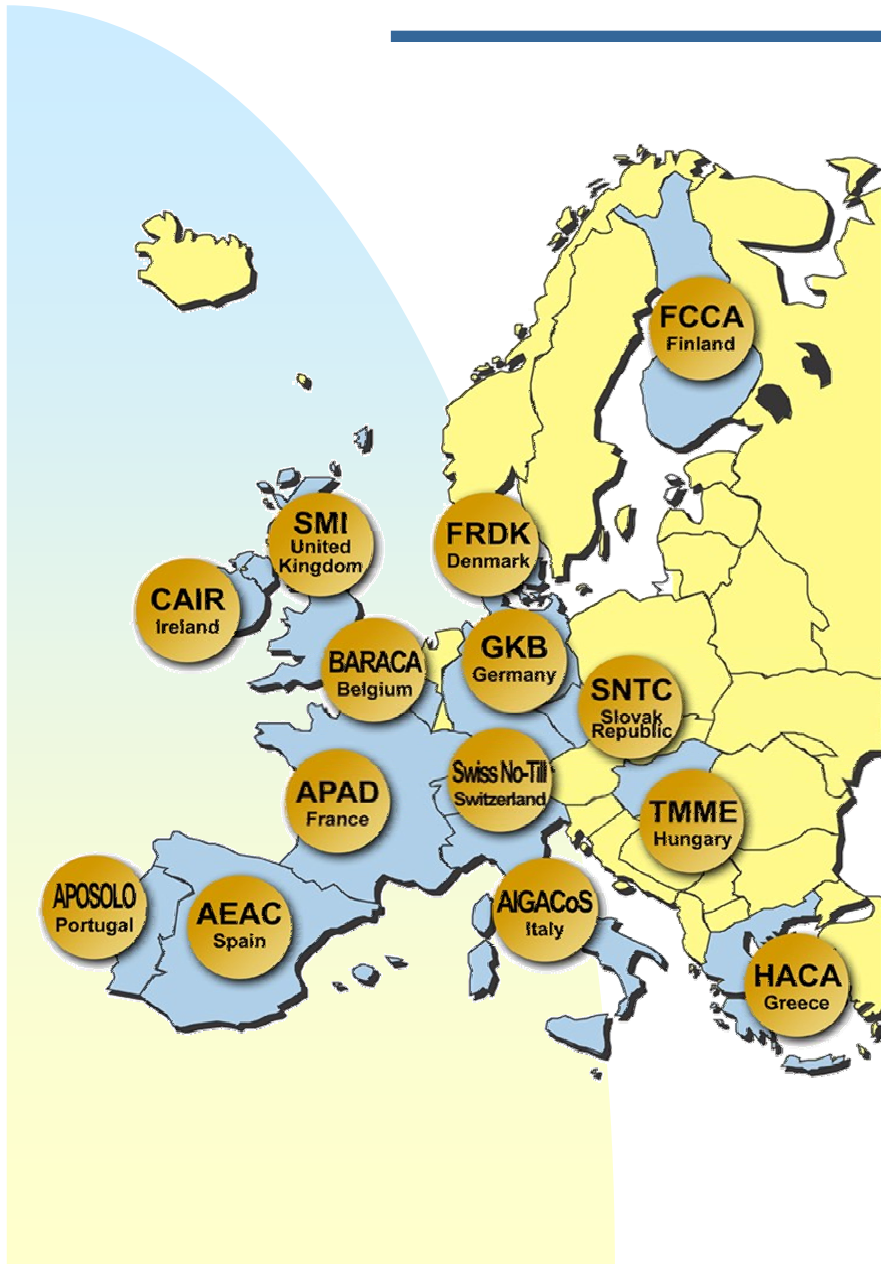 FCCA
Finland
SMI
United
Kingdom
FRDK
Denmark
CAIR
Ireland
BARACA
Belgium
GKB
Germany
SNTC
Slovak
Republic
APAD
France
Swiss No-Till
Switzerland
TMME
Hungary
APOSOLO
Portugal
AEAC
Spain
AIGACoS
Italy
HACA
Greece